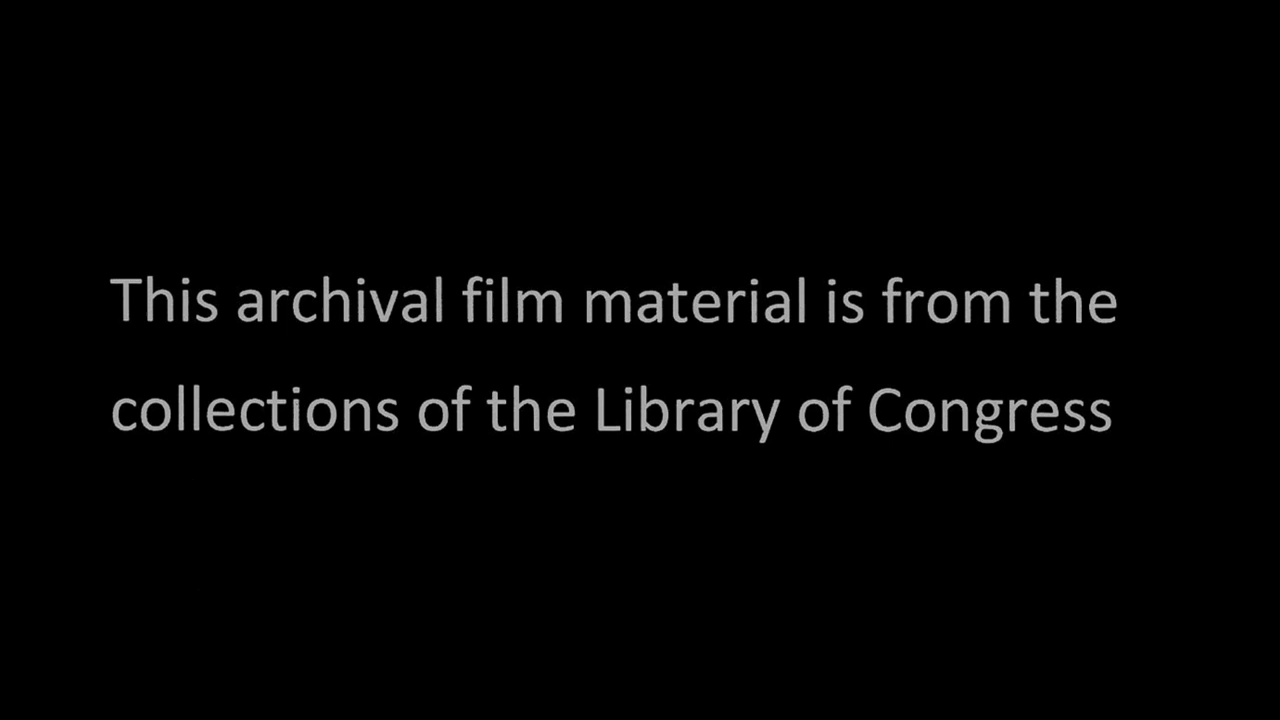 This archival film material is from the
collections of the Library of Congress